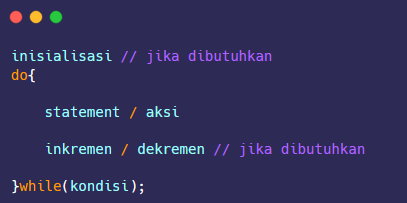 inisialisasi // jika dibutuhkan
do{
statement / aksi
inkremen / dekremen // jika dibutuhkan
}while(kondisi);